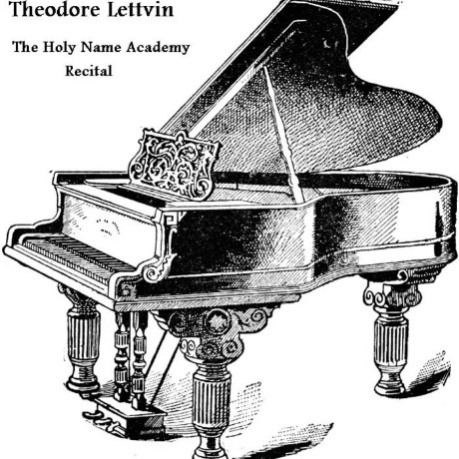 Theodore Lettvin
The Holy Name Academy
Recital